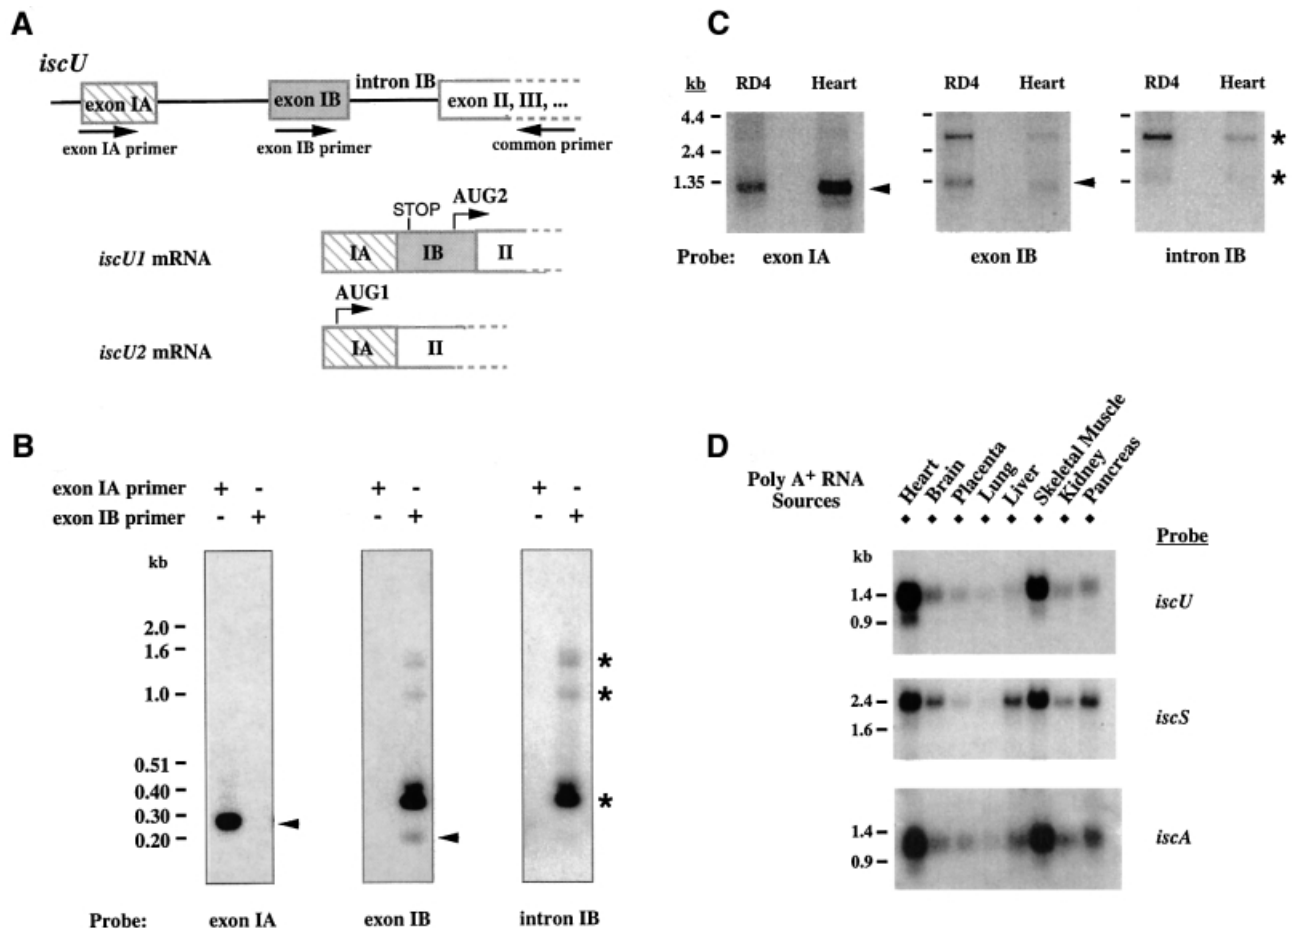 A
iscU
exon IA
exon IB
intron IB
exon II, III, ...
exon IA primer
exon IB primer
common primer
STOP
AUG2
iscU1 mRNA
IA
IB
II
AUG1
iscU2 mRNA
IA
II
B
exon IA primer + - + - + -
exon IB primer - + - + - +
kb
2.0
1.6
1.0
0.51
0.40
0.30
0.20
*
*
*
Probe: exon IA exon IB intron IB
C
kb RD4 Heart RD4 Heart RD4 Heart
4.4
2.4
1.35
*
*
Probe: exon IA exon IB intron IB
D
Poly A+ RNA
Sources
Heart
Brain
Placenta
Lung
Liver
Skeletal Muscle
Kidney
Pancreas
Probe
kb
1.4
0.9
iscU
2.4
1.6
iscS
1.4
0.9
iscA